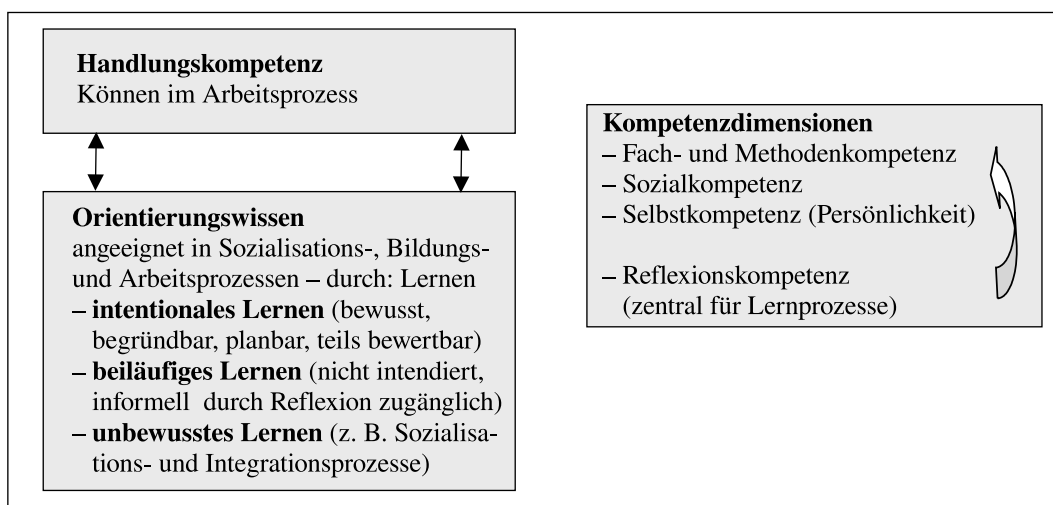 Handlungskompetenz
Können im Arbeitsprozess
Orientierungswissen
angeeignet in Sozialisations-, Bildungs-
und Arbeitsprozessen – durch: Lernen
– intentionales Lernen (bewusst,
begründbar, planbar, teils bewertbar)
– beiläufiges Lernen (nicht intendiert,
informell durch Reflexion zugänglich)
– unbewusstes Lernen (z. B. Sozialisa-
tions- und Integrationsprozesse)
Kompetenzdimensionen
– Fach- und Methodenkompetenz
– Sozialkompetenz
– Selbstkompetenz (Persönlichkeit)
– Reflexionskompetenz
(zentral für Lernprozesse)